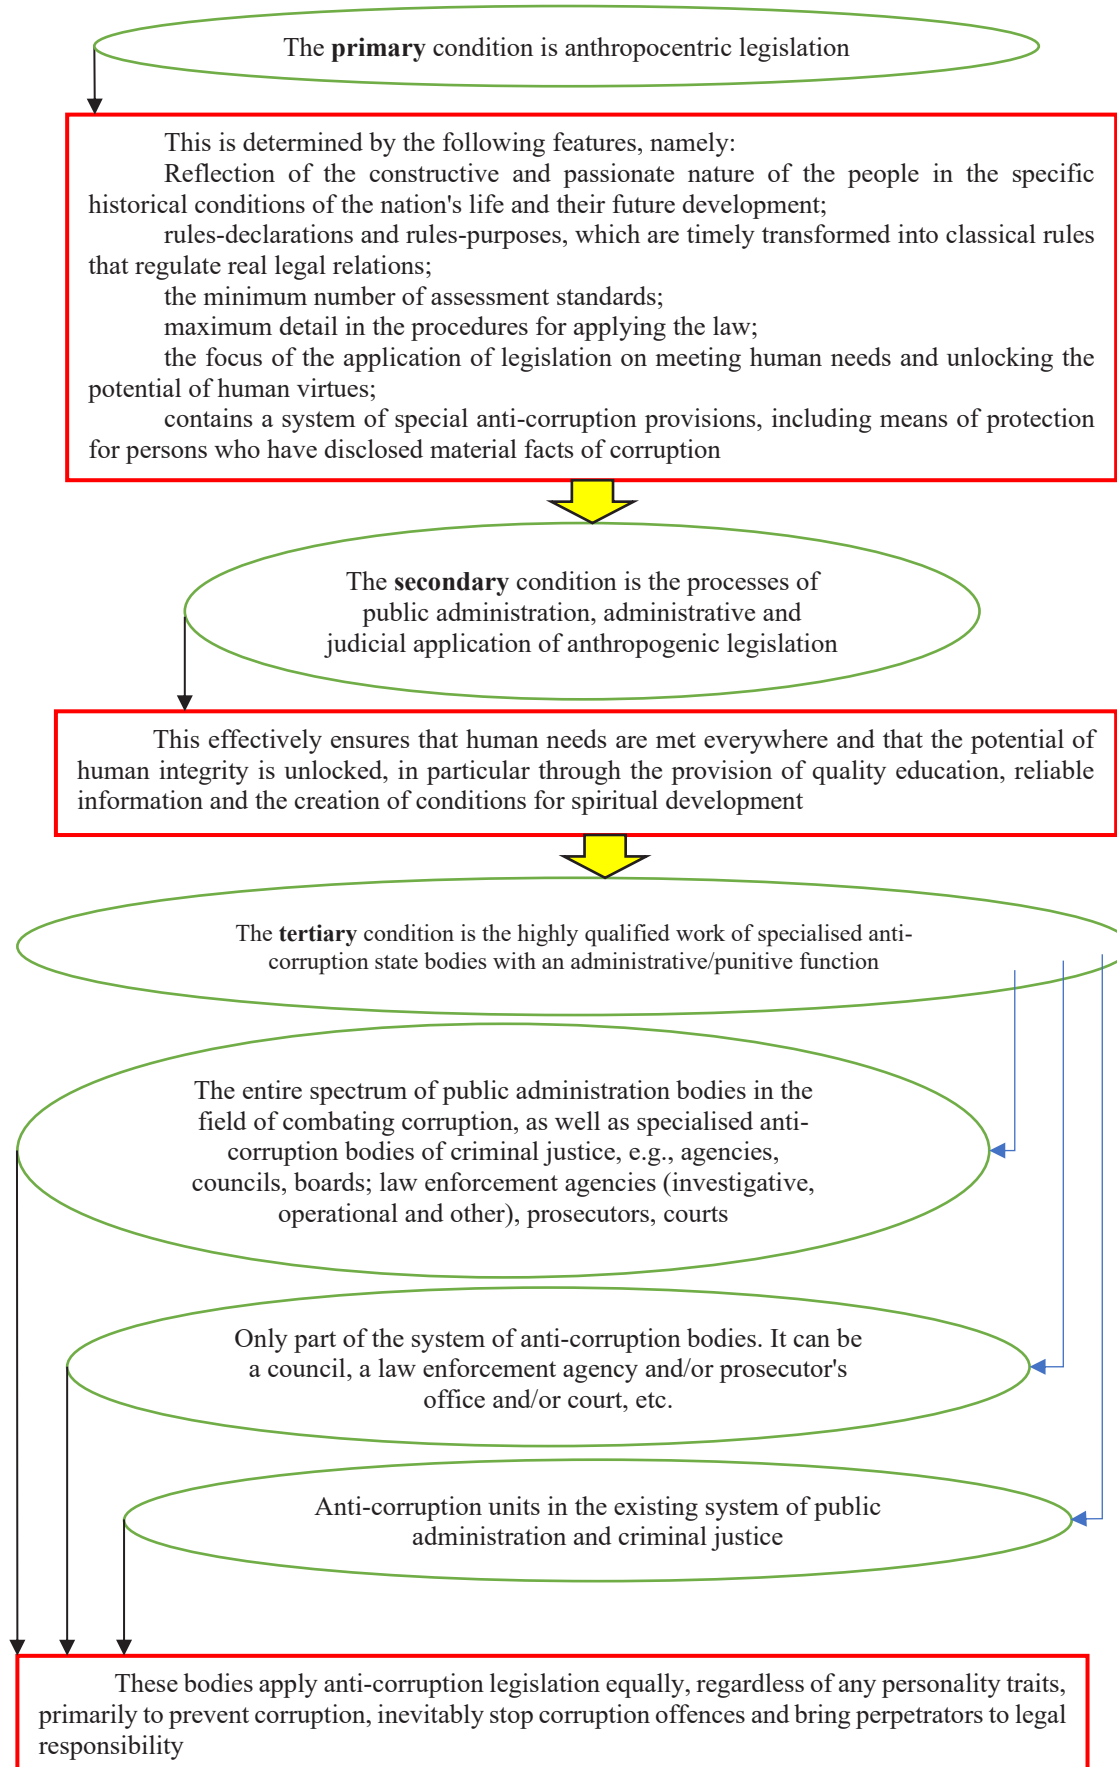 The primary condition is anthropocentric legislation
This is determined by the following features, namely:
Reflection of the constructive and passionate nature of the people in the specific
historical conditions of the nation's life and their future development;
rules-declarations and rules-purposes, which are timely transformed into classical rules
that regulate real legal relations;
the minimum number of assessment standards;
maximum detail in the procedures for applying the law;
the focus of the application of legislation on meeting human needs and unlocking the
potential of human virtues;
contains a system of special anti-corruption provisions, including means of protection
for persons who have disclosed material facts of corruption
The secondary condition is the processes of
public administration, administrative and
judicial application of anthropogenic legislation
This effectively ensures that human needs are met everywhere and that the potential of
human integrity is unlocked, in particular through the provision of quality education, reliable
information and the creation of conditions for spiritual development
The tertiary condition is the highly qualified work of specialised anti-
corruption state bodies with an administrative/punitive function
The entire spectrum of public administration bodies in the
field of combating corruption, as well as specialised anti-
corruption bodies of criminal justice, e.g., agencies,
councils, boards; law enforcement agencies (investigative,
operational and other), prosecutors, courts
Only part of the system of anti-corruption bodies. It can be
a council, a law enforcement agency and/or prosecutor's
office and/or court, etc.
Anti-corruption units in the existing system of public
administration and criminal justice
These bodies apply anti-corruption legislation equally, regardless of any personality traits,
primarily to prevent corruption, inevitably stop corruption offences and bring perpetrators to legal
responsibility